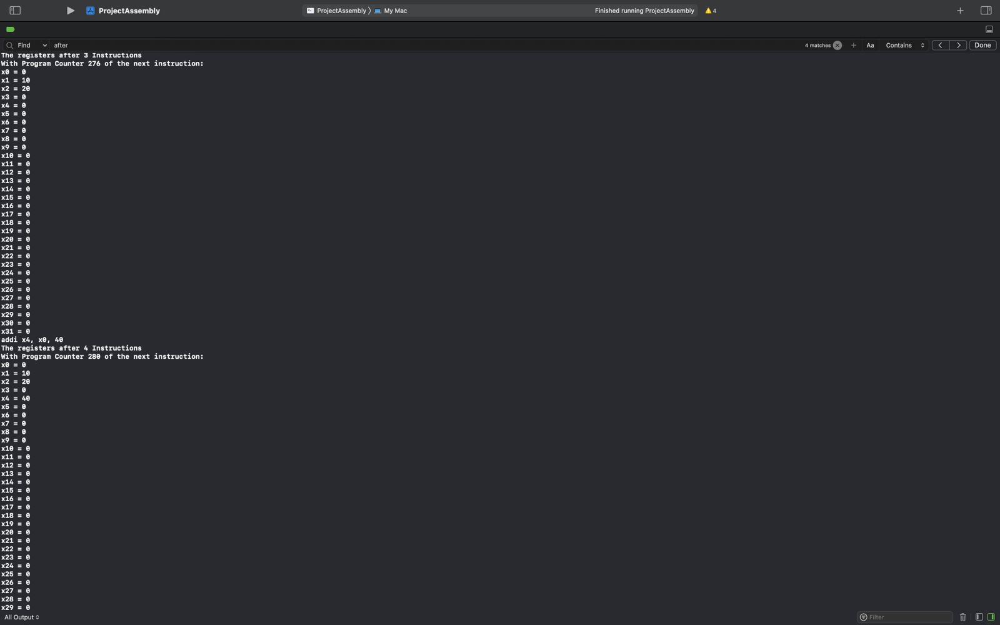 ProjectAssembly
ProjectAssembly
My Mac
Finished running ProjectAssembly
4
Find
after
4 matches
Aa
Contains
Done
The registers after 3 Instructions
With Program Counter 276 of the next instruction:
x0 = 0
x1 = 10
x2 = 20
x3 = 0
x4 = 0
x5 = 0
x6 = 0
x7 = 0
x8 = 0
x9 = 0
x10 = 0
x11 = 0
x12 = 0
x13 = 0
x14 = 0
x15 = 0
x16 = 0
x17 = 0
x18 = 0
x19 = 0
x20 = 0
x21 = 0
x22 = 0
x23 = 0
x24 = 0
x25 = 0
x26 = 0
x27 = 0
x28 = 0
x29 = 0
x30 = 0
x31 = 0
addi x4, x0, 40
The registers after 4 Instructions
With Program Counter 280 of the next instruction:
x0 = 0
x1 = 10
x2 = 20
x3 = 0
x4 = 40
x5 = 0
x6 = 0
x7 = 0
x8 = 0
x9 = 0
x10 = 0
x11 = 0
x12 = 0
x13 = 0
x14 = 0
x15 = 0
x16 = 0
x17 = 0
x18 = 0
x19 = 0
x20 = 0
x21 = 0
x22 = 0
x23 = 0
x24 = 0
x25 = 0
x26 = 0
x27 = 0
x28 = 0
x29 = 0
All Output
Filter